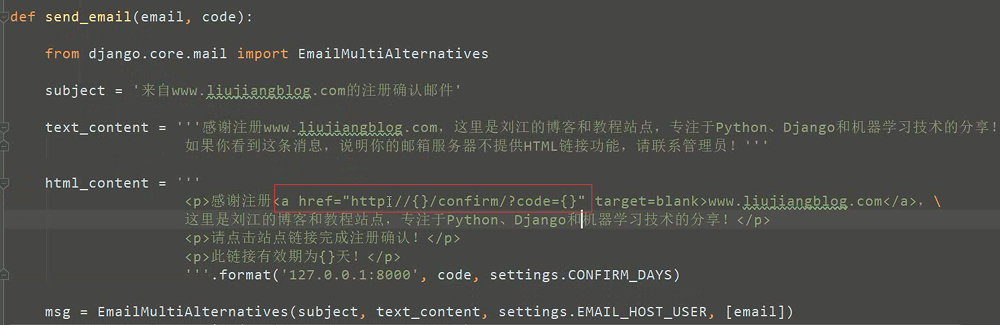 def send_email(email, code):
from django.core.mail import EmailMultiAlternatives
subject = '来自www.liujiangblog.com的注册确认邮件'
text_content = '''感谢注册www.liujiangblog.com，这里是刘江的博客和教程站点，专注于Python、Django和机器学习技术的分享！
如果你看到这条消息，说明你的邮箱服务器不提供HTML链接功能，请联系管理员！'''
html_content = '''
<p>感谢注册<a href="http://{}/confirm/?code={}" target=blank>www.liujiangblog.com</a>，\
这里是刘江的博客和教程站点，专注于Python、Django和机器学习技术的分享！</p>
<p>请点击站点链接完成注册确认！</p>
<p>此链接有效期为{}天！</p>
'''.format('127.0.0.1:8000', code, settings.CONFIRM_DAYS)
msg = EmailMultiAlternatives(subject, text_content, settings.EMAIL_HOST_USER, [email])